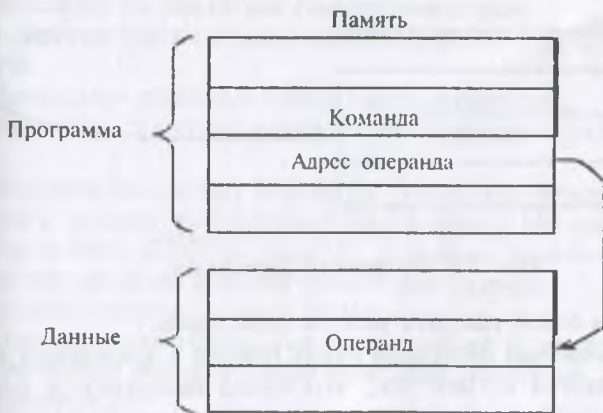 Память
Команда
Программа
Адрес операнда
Данные
Операнд